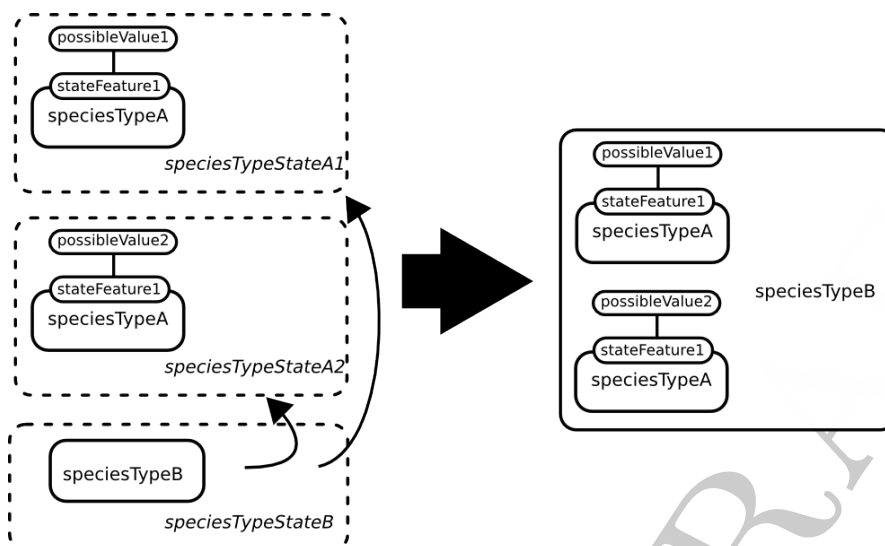 possibleValue1
stateFeature1
speciesTypeA
speciesTypeStateA1
possibleValue2
stateFeature1
speciesTypeA
speciesTypeStateA2
speciesTypeB
speciesTypeStateB
possibleValue1
stateFeature1
speciesTypeA
speciesTypeB
possibleValue2
stateFeature1
speciesTypeA